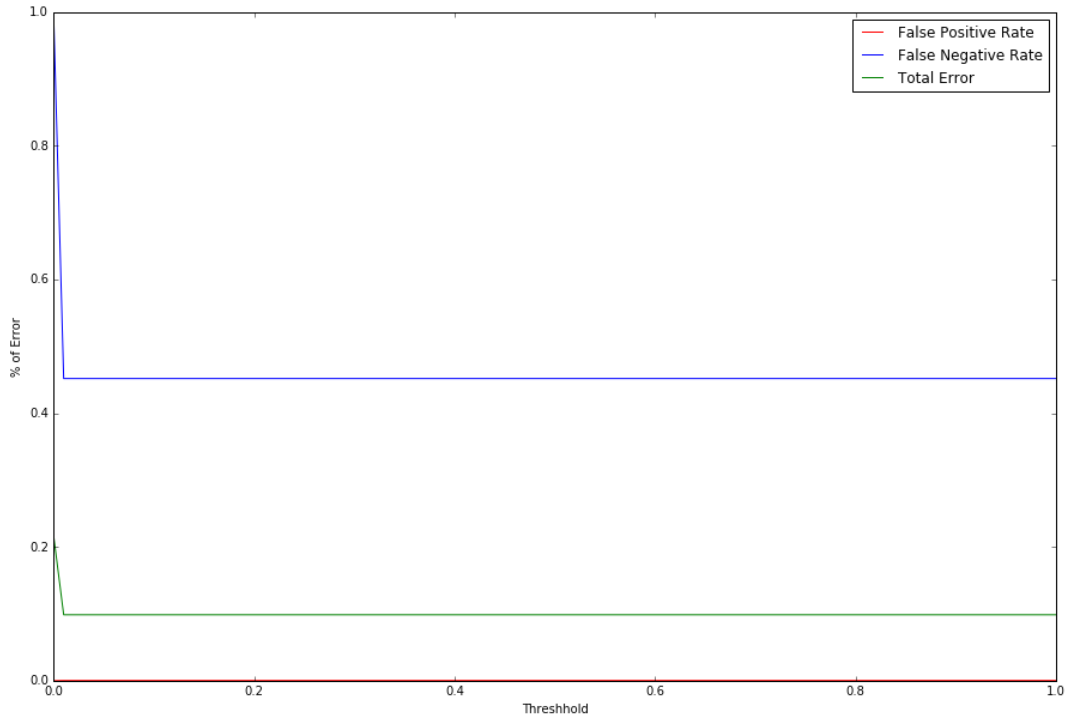 1.0
0.8
0.6
0.4
0.2
0.0
% of Error
False Positive Rate
False Negative Rate
Total Error
0.0 0.2 0.4 0.6 0.8 1.0
Threshhold